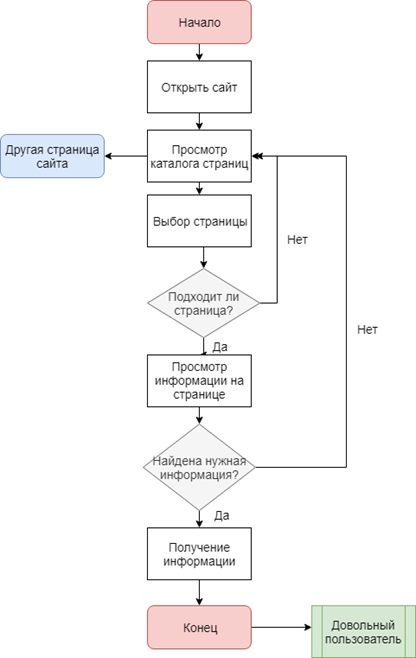 Начало
Открыть сайт
Другая страница
сайта
Просмотр
каталога страниц
Выбор страницы
Нет
Подходит ли
страница?
Нет
Да
Просмотр
информации на
странице
Найдена нужная
информация?
Да
Получение
информации
Конец
Довольный
пользователь